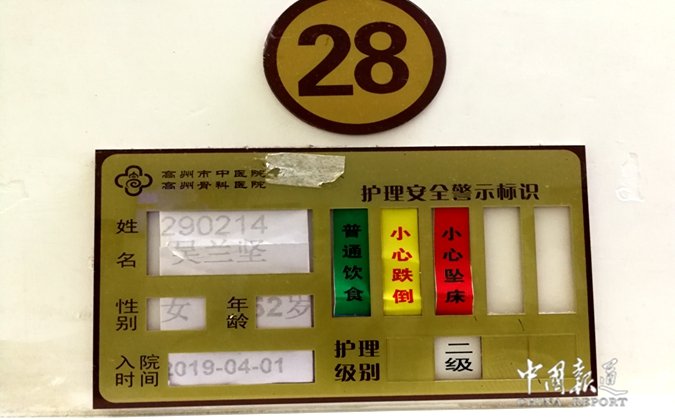 28
高州市中医院
高州骨科医院
护理安全警示标识
姓名
290214
吴兰坚
普通饮食
小心跌倒
小心坠床
性别
女
年龄
62岁
入院时间
2019-04-01
护理级别
二级
中国报道
CHINA REPORT